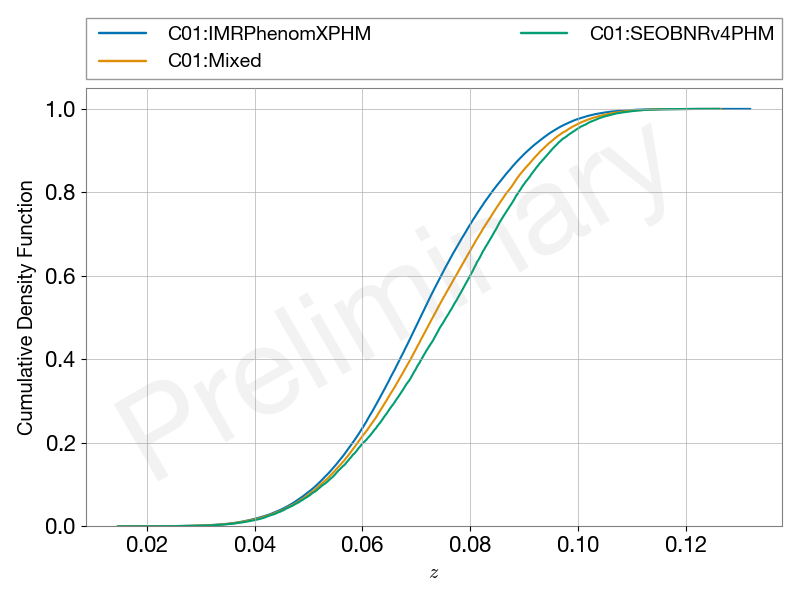 C01:IMRPhenomXPHM
C01:Mixed
C01:SEOBNRv4PHM
Cumulative Density Function
1.0
0.8
0.6
0.4
0.2
0.0
Preliminary
0.02 0.04 0.06 0.08 0.10 0.12
z